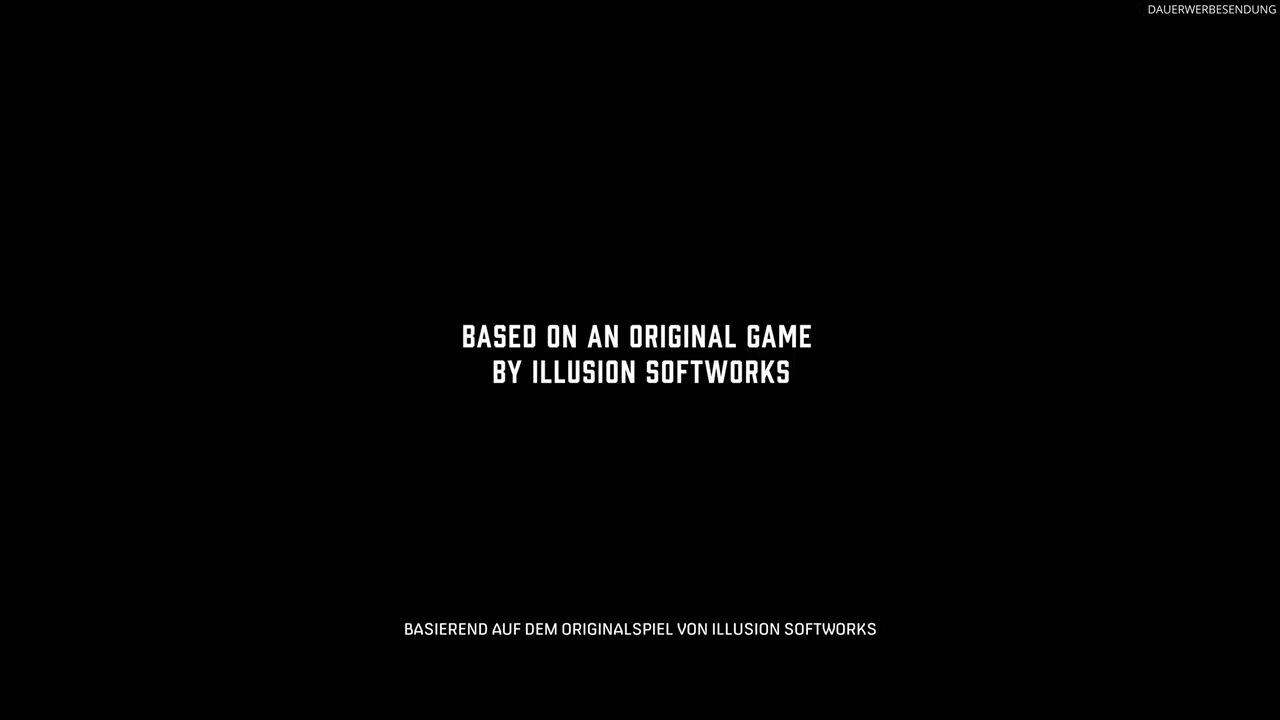 DAUERWERBESENDUNG
BASED ON AN ORIGINAL GAME
BY ILLUSION SOFTWORKS
BASIEREND AUF DEM ORIGINALSPIEL VON ILLUSION SOFTWORKS